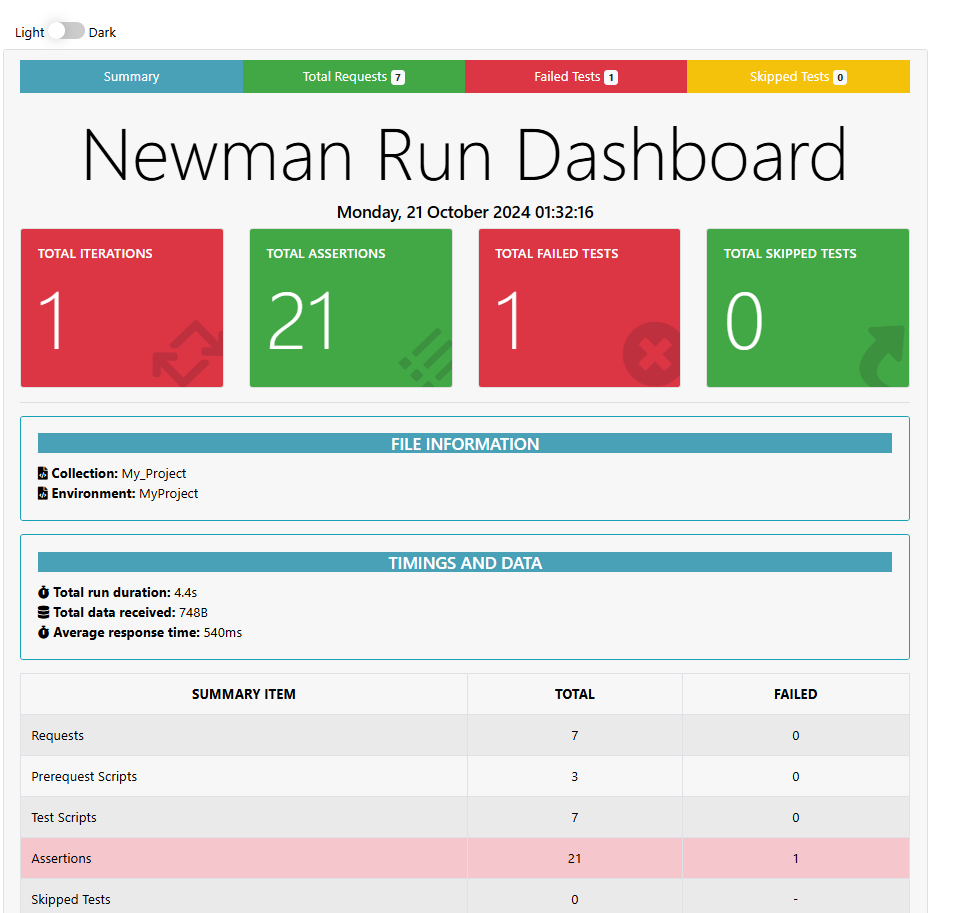 Light Dark
Summary Total Requests 7 Failed Tests 1 Skipped Tests 0
Newman Run Dashboard
Monday, 21 October 2024 01:32:16
TOTAL ITERATIONS TOTAL ASSERTIONS TOTAL FAILED TESTS TOTAL SKIPPED TESTS
1 21 1 0
FILE INFORMATION
Collection: My_Project
Environment: MyProject
TIMINGS AND DATA
Total run duration: 4.4s
Total data received: 748B
Average response time: 540ms
SUMMARY ITEM TOTAL FAILED
Requests 7 0
Prerequest Scripts 3 0
Test Scripts 7 0
Assertions 21 1
Skipped Tests 0 -